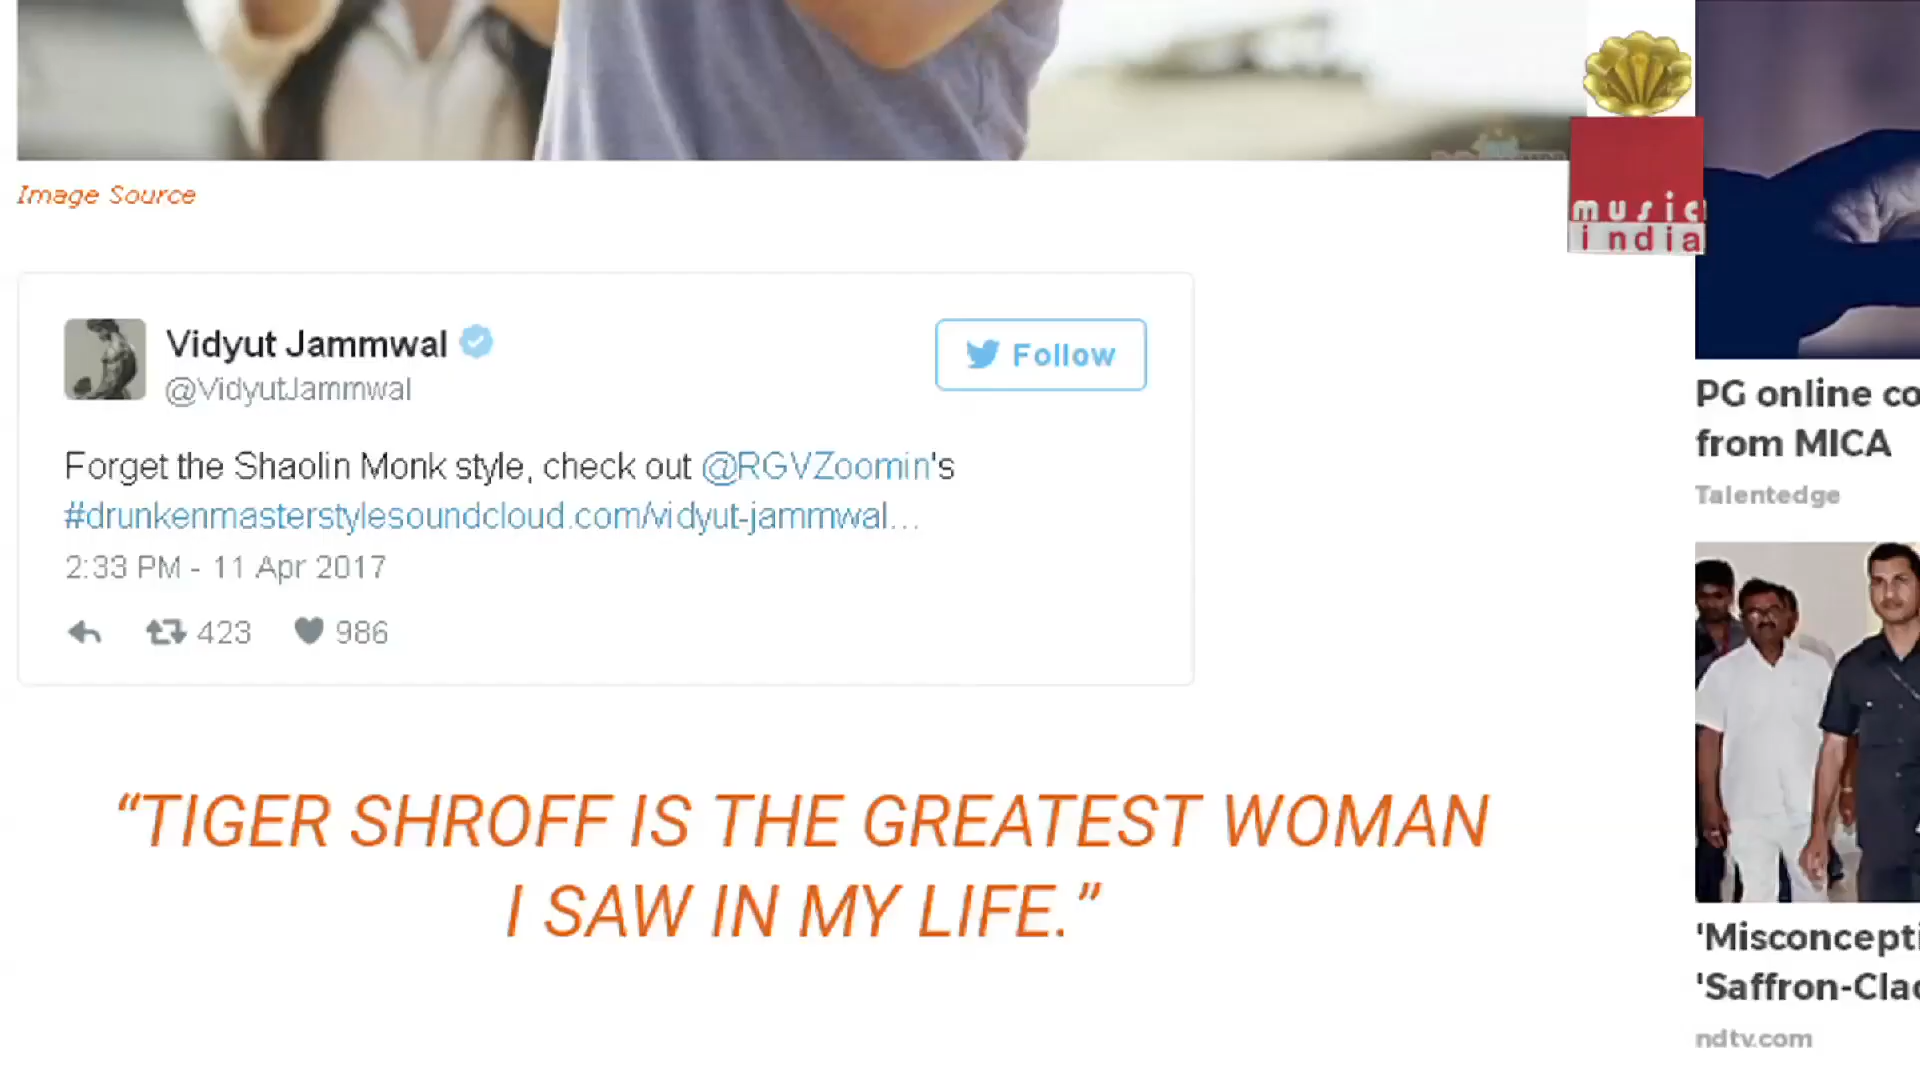 Image Source
music
india
Vidyut Jammwal
@VidyutJammwal
Follow
Forget the Shaolin Monk style, check out @RGVZoomin's
#drunkenmasterstylesoundcloud.com/vidyut-jammwal...
2:33 PM - 11 Apr 2017
423 986
“TIGER SHROFF IS THE GREATEST WOMAN
I SAW IN MY LIFE.”
PG online co
from MICA
Talentedge
'Misconcepti
'Saffron-Cla
ndtv.com